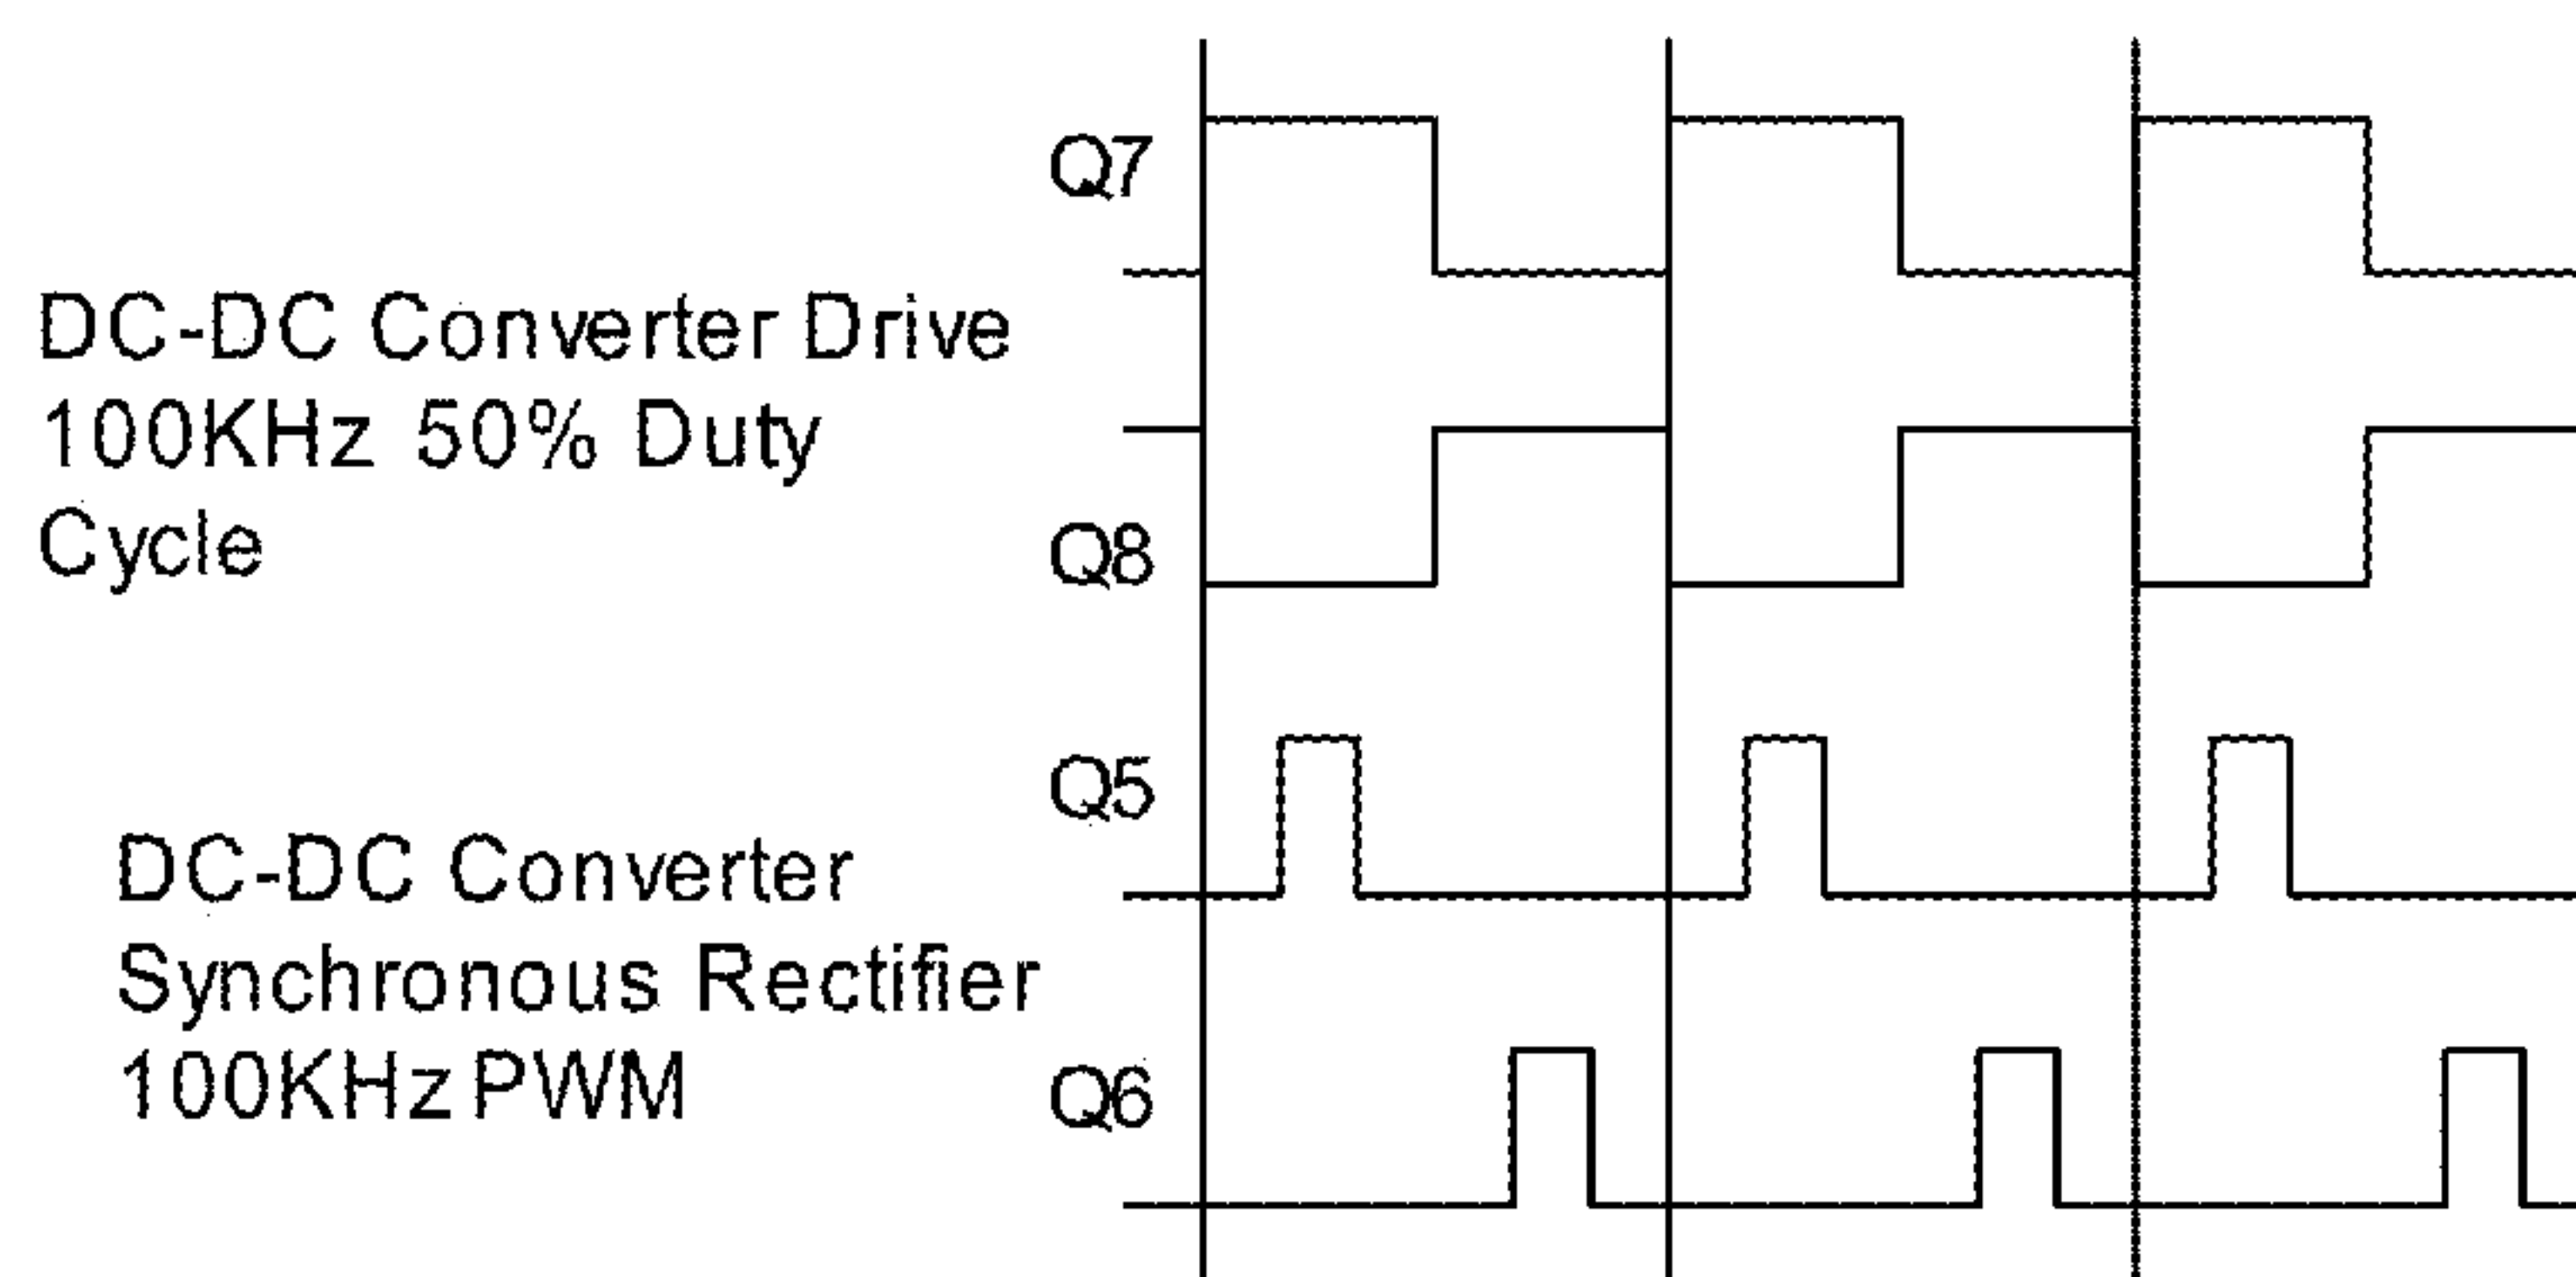 Q7
DC-DC Converter Drive
100KHz 50% Duty
Cycle
Q8
Q5
DC-DC Converter
Synchronous Rectifier
100KHz PWM
Q6